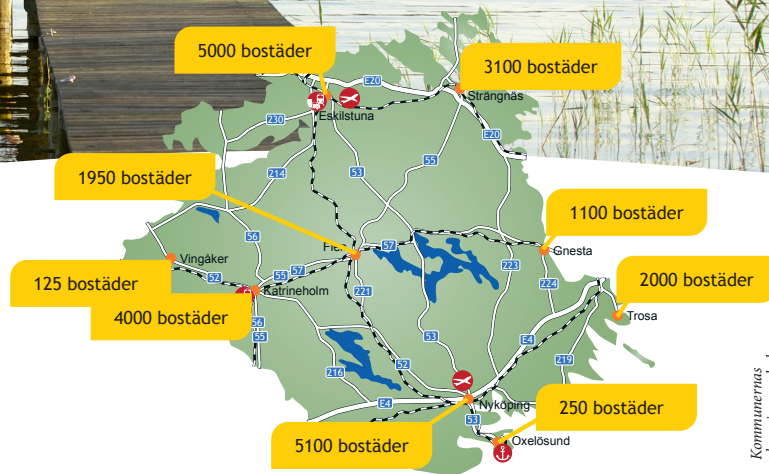 5000 bostäder
3100 bostäder
E20
Strängnäs
Eskilstuna
230
E20
55
1950 bostäder
214
53
1100 bostäder
56
Flen
57
Gnesta
Vingåker
223
2000 bostäder
125 bostäder
52
55
57
224
Katrineholm
221
4000 bostäder
Trosa
56
55
53
E4
219
216
52
E4
Nyköping
250 bostäder
53
5100 bostäder
Oxelösund
Kommunernas